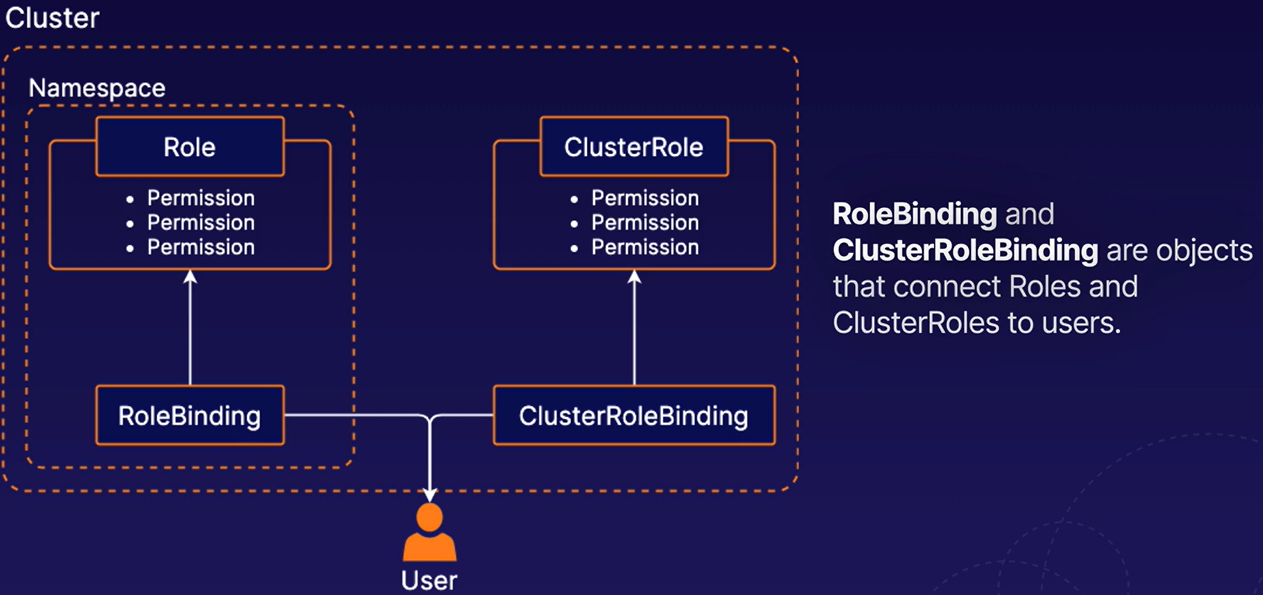 Cluster
Namespace
Role
• Permission
• Permission
• Permission
ClusterRole
• Permission
• Permission
• Permission
RoleBinding
ClusterRoleBinding
User
RoleBinding and
ClusterRoleBinding are objects
that connect Roles and
ClusterRoles to users.